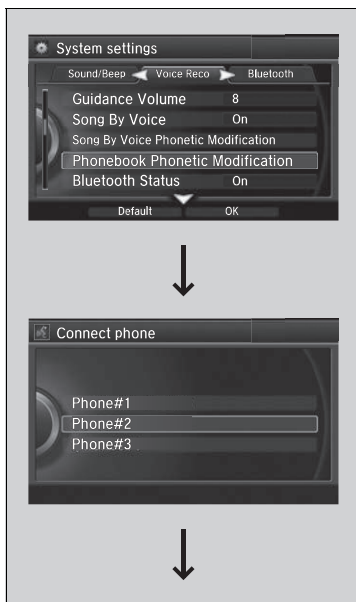 System settings
Sound/Beep Voice Reco Bluetooth
Guidance Volume 8
Song By Voice On
Song By Voice Phonetic Modification
Phonebook Phonetic Modification
Bluetooth Status On
Default OK
Connect phone
Phone#1
Phone#2
Phone#3